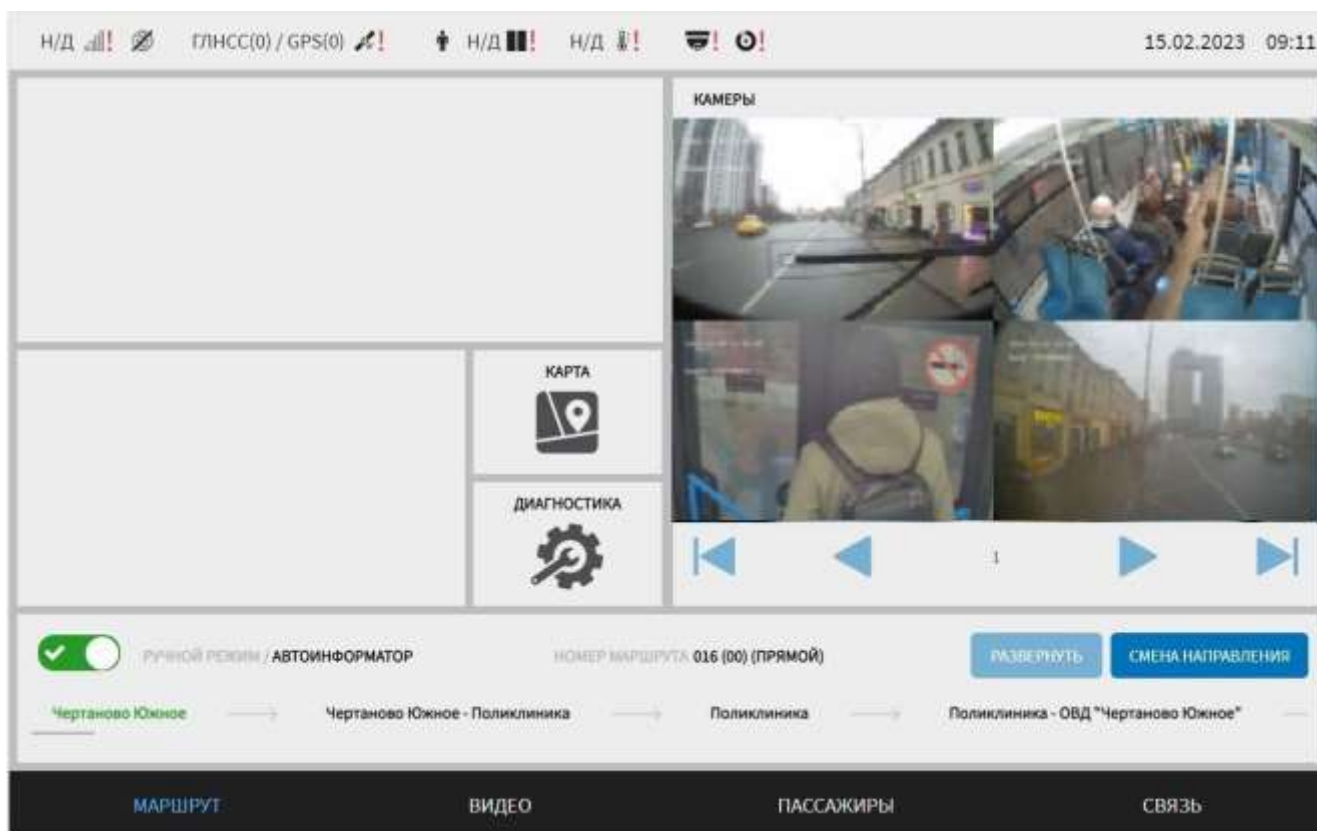 Н/Д ГЛНСС(0) / GPS(0) Н/Д Н/Д 15.02.2023 09:11
КАМЕРЫ
КАРТА
ДИАГНОСТИКА
1
РУЧНОЙ РЕЖИМ / АВТОИНФОРМАТОР НОМЕР МАРШРУТА 016 (00) (ПРЯМОЙ) РАЗВЕРНУТЬ СМЕНА НАПРАВЛЕНИЯ
Чертаново Южное Чертаново Южное - Поликлиника Поликлиника Поликлиника - ОВД "Чертаново Южное"
МАРШРУТ ВИДЕО ПАССАЖИРЫ СВЯЗЬ